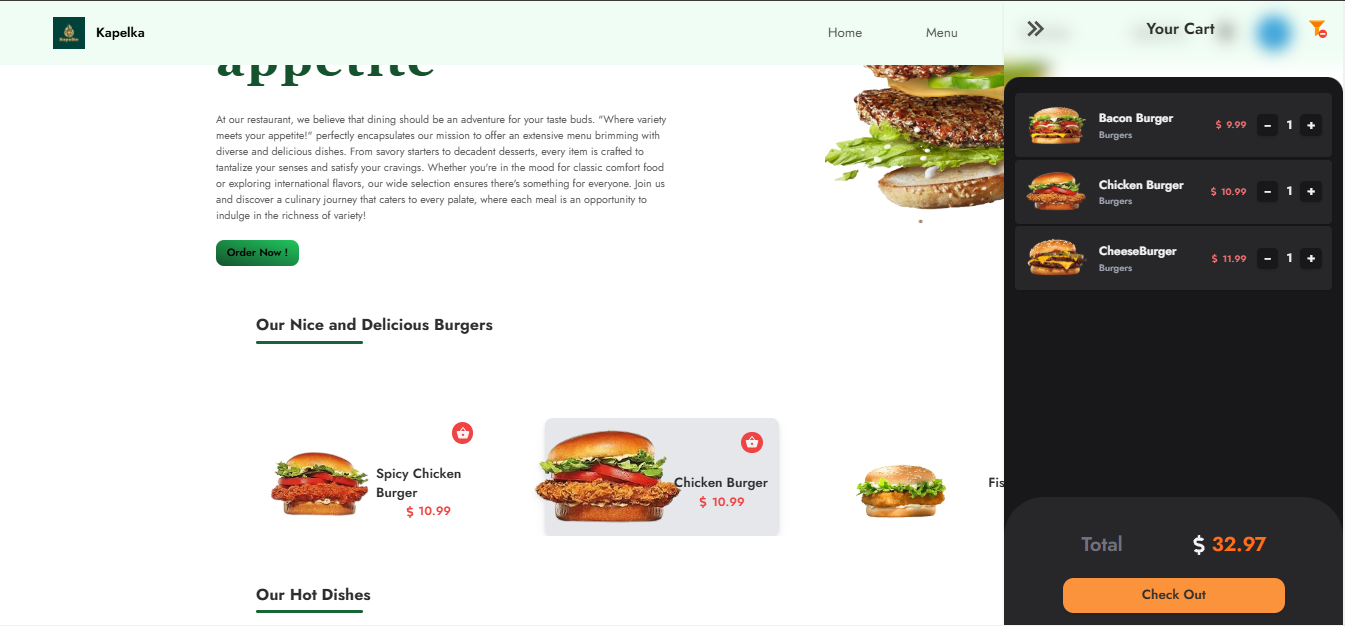 Kapelka
Kapelka
Home
Menu
appetite
At our restaurant, we believe that dining should be an adventure for your taste buds. "Where variety
meets your appetite!" perfectly encapsulates our mission to offer an extensive menu brimming with
diverse and delicious dishes. From savory starters to decadent desserts, every item is crafted to
tantalize your senses and satisfy your cravings. Whether you're in the mood for classic comfort food
or exploring international flavors, our wide selection ensures there's something for everyone. Join us
and discover a culinary journey that caters to every palate, where each meal is an opportunity to
indulge in the richness of variety!
Order Now !
Our Nice and Delicious Burgers
Spicy Chicken
Burger
$ 10.99
Chicken Burger
$ 10.99
Fis
Our Hot Dishes
Your Cart
Bacon Burger
Burgers
$ 9.99
− 1 +
Chicken Burger
Burgers
$ 10.99
− 1 +
CheeseBurger
Burgers
$ 11.99
− 1 +
Total
$ 32.97
Check Out